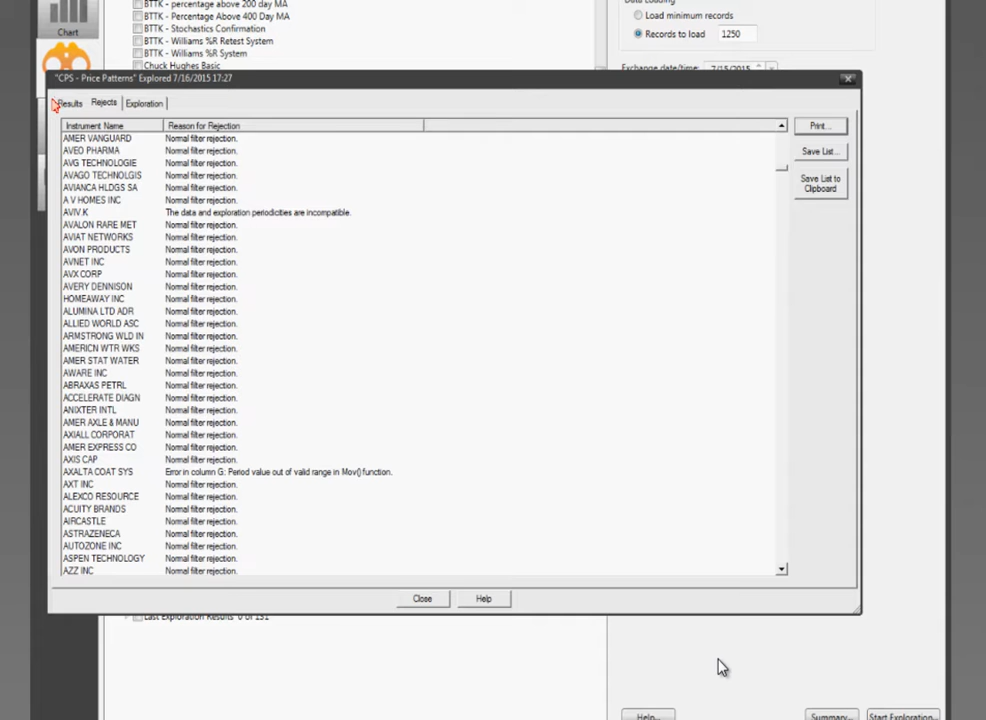 BTTK - percentage above 200 day MA
BTTK - Percentage Above 400 Day MA
BTTK - Stochastics Confirmation
BTTK - Williams %R Retest System
BTTK - Williams %R System
Chuck Hughes Basic
Chart
Data Loading
Load minimum records
Records to load 1250
Exchange date/time: 7/15/2015
"CPS - Price Patterns" Explored 7/16/2015 17:27
Results Rejects Exploration
Instrument Name Reason for Rejection
AMER VANGUARD Normal filter rejection.
AVEO PHARMA Normal filter rejection.
AVG TECHNOLOGIE Normal filter rejection.
AVAGO TECHNOLGIS Normal filter rejection.
AVIANCA HLDGS SA Normal filter rejection.
A V HOMES INC Normal filter rejection.
AVIV.K The data and exploration periodicities are incompatible.
AVALON RARE MET Normal filter rejection.
AVIAT NETWORKS Normal filter rejection.
AVON PRODUCTS Normal filter rejection.
AVNET INC Normal filter rejection.
AVX CORP Normal filter rejection.
AVERY DENNISON Normal filter rejection.
HOMEAWAY INC Normal filter rejection.
ALUMINA LTD ADR Normal filter rejection.
ALLIED WORLD ASC Normal filter rejection.
ARMSTRONG WLD IN Normal filter rejection.
AMERICN WTR WKS Normal filter rejection.
AMER STAT WATER Normal filter rejection.
AWARE INC Normal filter rejection.
ABRAXAS PETRL Normal filter rejection.
ACCELERATE DIAGN Normal filter rejection.
ANIXTER INTL Normal filter rejection.
AMER AXLE & MANU Normal filter rejection.
AXIALL CORPORAT Normal filter rejection.
AMER EXPRESS CO Normal filter rejection.
AXIS CAP Normal filter rejection.
AXALTA COAT SYS Error in column G: Period value out of valid range in Mov() function.
AXT INC Normal filter rejection.
ALEXCO RESOURCE Normal filter rejection.
ACUITY BRANDS Normal filter rejection.
AIRCASTLE Normal filter rejection.
ASTRAZENECA Normal filter rejection.
AUTOZONE INC Normal filter rejection.
ASPEN TECHNOLOGY Normal filter rejection.
AZZ INC Normal filter rejection.
Print...
Save List...
Save List to
Clipboard
Close Help
Last Exploration Results 0 of 131
Help... Summary... Start Exploration...